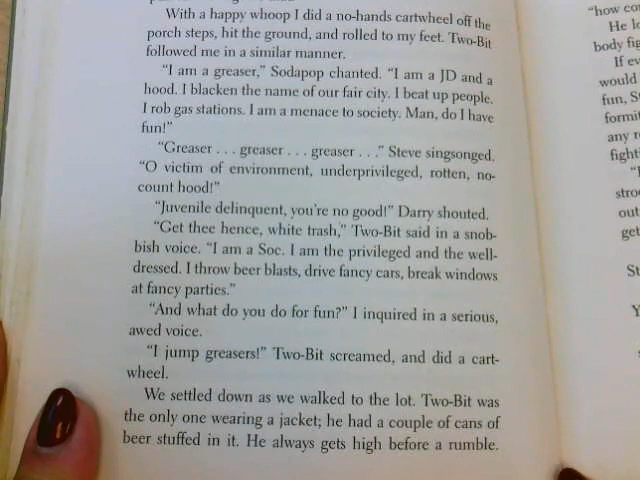 With a happy whoop I did a no-hands cartwheel off the
porch steps, hit the ground, and rolled to my feet. Two-Bit
followed me in a similar manner.
"I am a greaser," Sodapop chanted. "I am a JD and a
hood. I blacken the name of our fair city. I beat up people.
I rob gas stations. I am a menace to society. Man, do I have
fun!"
"Greaser . . . greaser . . . greaser . . ." Steve singsonged.
"O victim of environment, underprivileged, rotten, no-
count hood!"
"Juvenile delinquent, you're no good!" Darry shouted.
"Get thee hence, white trash," Two-Bit said in a snob-
bish voice. "I am a Soc. I am the privileged and the well-
dressed. I throw beer blasts, drive fancy cars, break windows
at fancy parties."
"And what do you do for fun?" I inquired in a serious,
awed voice.
"I jump greasers!" Two-Bit screamed, and did a cart-
wheel.
We settled down as we walked to the lot. Two-Bit was
the only one wearing a jacket; he had a couple of cans of
beer stuffed in it. He always gets high before a rumble.
"how
He
body
If
would
fun,
any
out
get